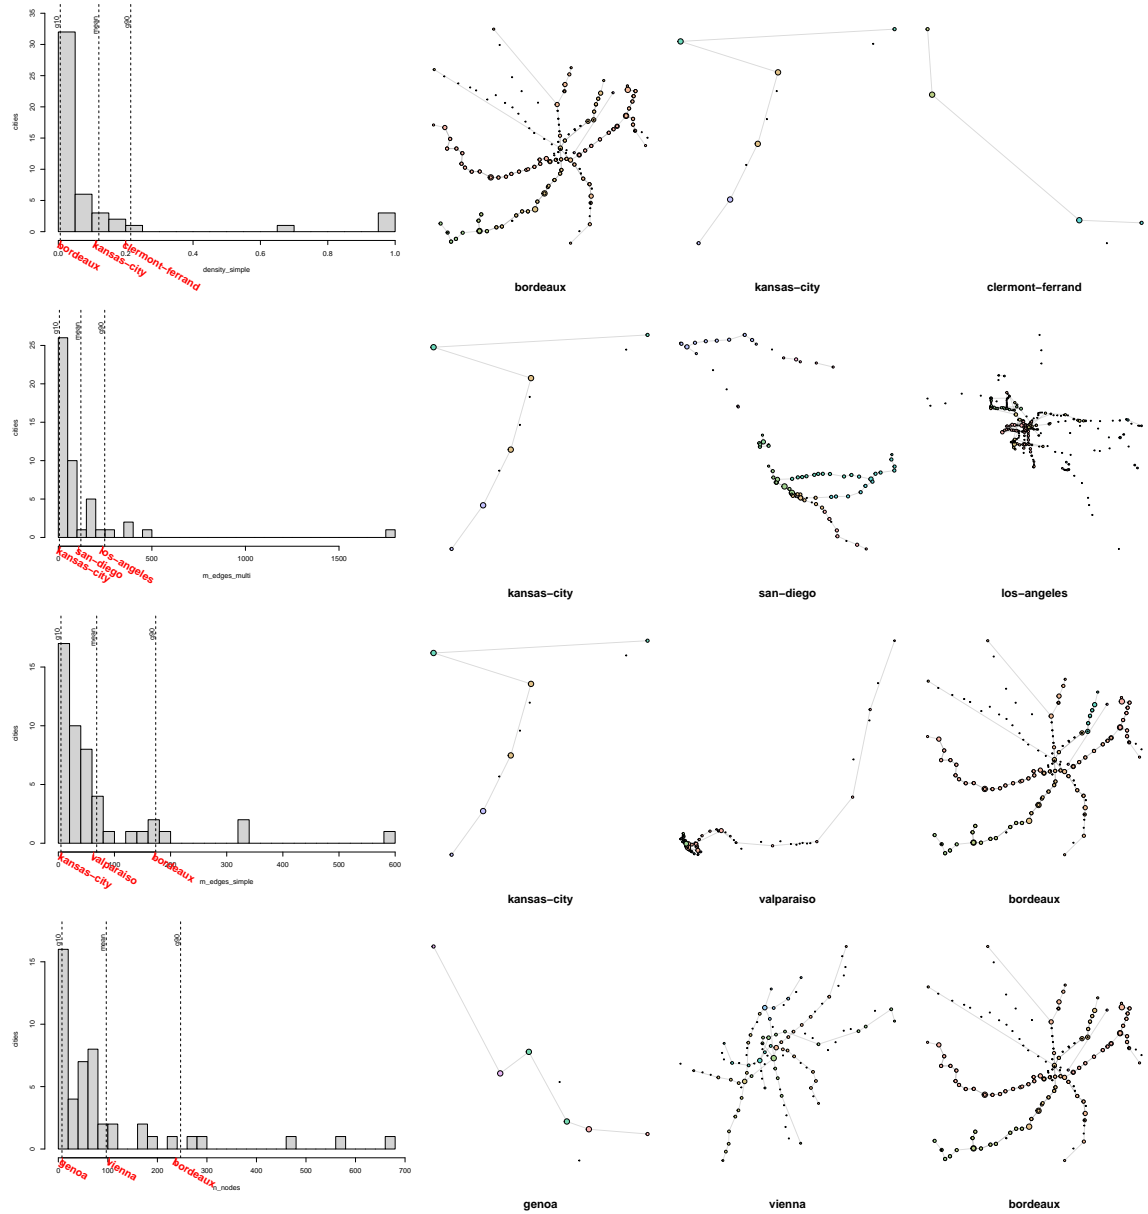 q10
mean
q90
35
30
25
20
15
10
5
0
cities
0.0 0.2 0.4 0.6 0.8 1.0
bordeaux
kansas-city
clermont-ferrand
density_simple
bordeaux
kansas-city
clermont-ferrand
q10
mean
q90
25
20
15
10
5
0
cities
0 500 1000 1500
kansas-city
san-diego
los-angeles
m_edges_multi
kansas-city
san-diego
los-angeles
q10
mean
q90
15
10
5
0
cities
0 100 200 300 400 500 600
kansas-city
valparaiso
bordeaux
m_edges_simple
kansas-city
valparaiso
bordeaux
q10
mean
q90
15
10
5
0
cities
0 100 200 300 400 500 600 700
genoa
vienna
bordeaux
n_nodes
genoa
vienna
bordeaux